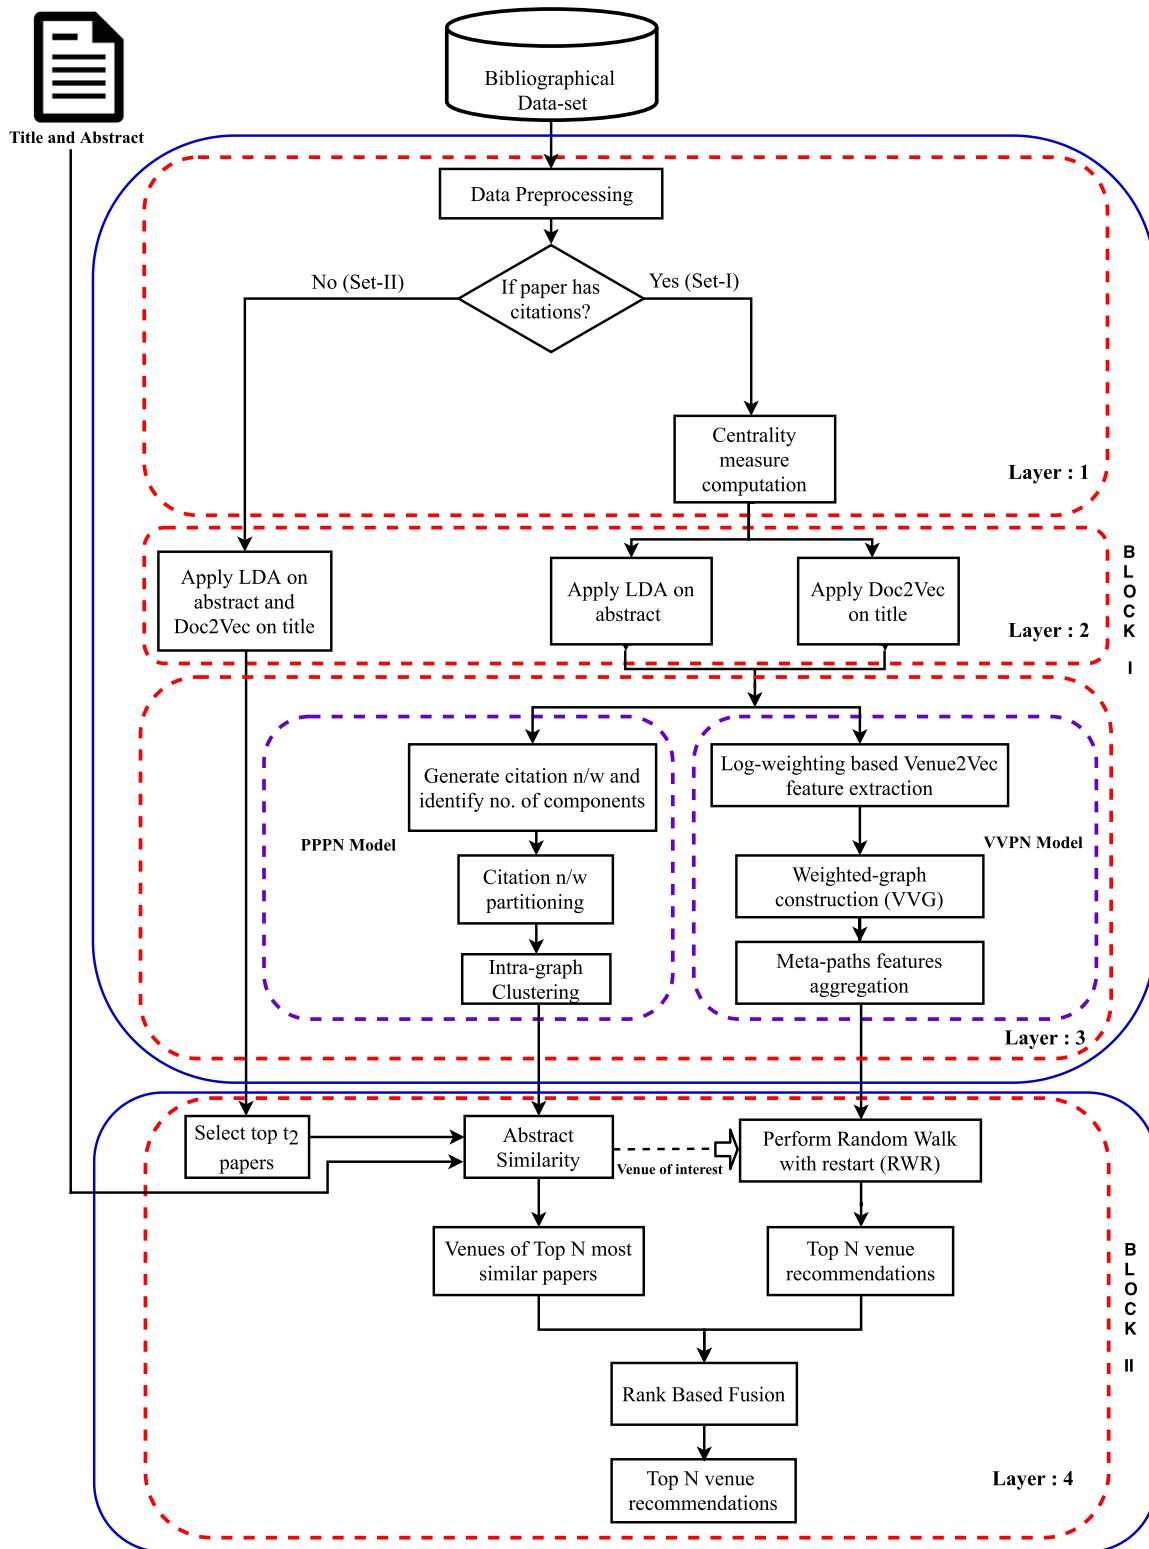 Title and Abstract
Bibliographical
Data-set
Data Preprocessing
If paper has
citations?
No (Set-II)
Yes (Set-I)
Centrality
measure
computation
Layer : 1
Apply LDA on
abstract and
Doc2Vec on title
Apply LDA on
abstract
Apply Doc2Vec
on title
Layer : 2
BLOCK I
Generate citation n/w and
identify no. of components
PPPN Model
Citation n/w
partitioning
Intra-graph
Clustering
Log-weighting based Venue2Vec
feature extraction
VVPN Model
Weighted-graph
construction (VVG)
Meta-paths features
aggregation
Layer : 3
Select top t2
papers
Abstract
Similarity
Venue of interest
Perform Random Walk
with restart (RWR)
Venues of Top N most
similar papers
Top N venue
recommendations
BLOCK II
Rank Based Fusion
Top N venue
recommendations
Layer : 4